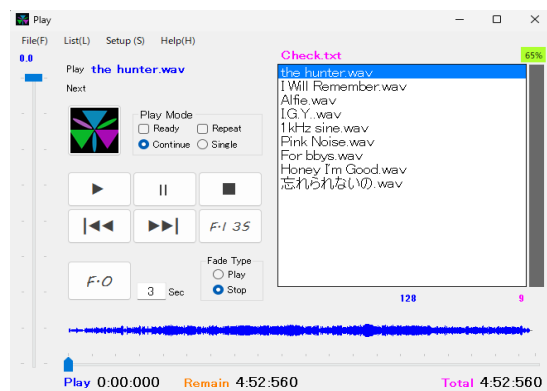 Play
File(F) List(L) Setup (S) Help(H)
0.0
Check.txt
65%
Play the hunter.wav
Next
the hunter.wav
I Will Remember.wav
Alfie.wav
I.G.Y..wav
1kHz sine.wav
Pink Noise.wav
For bbys.wav
Honey I'm Good.wav
忘れられないの.wav
Play Mode
Ready Repeat
Continue Single
F・I 3S
F・O
3 Sec
Fade Type
Play
Stop
128 9
Play 0:00:000 Remain 4:52:560 Total 4:52:560